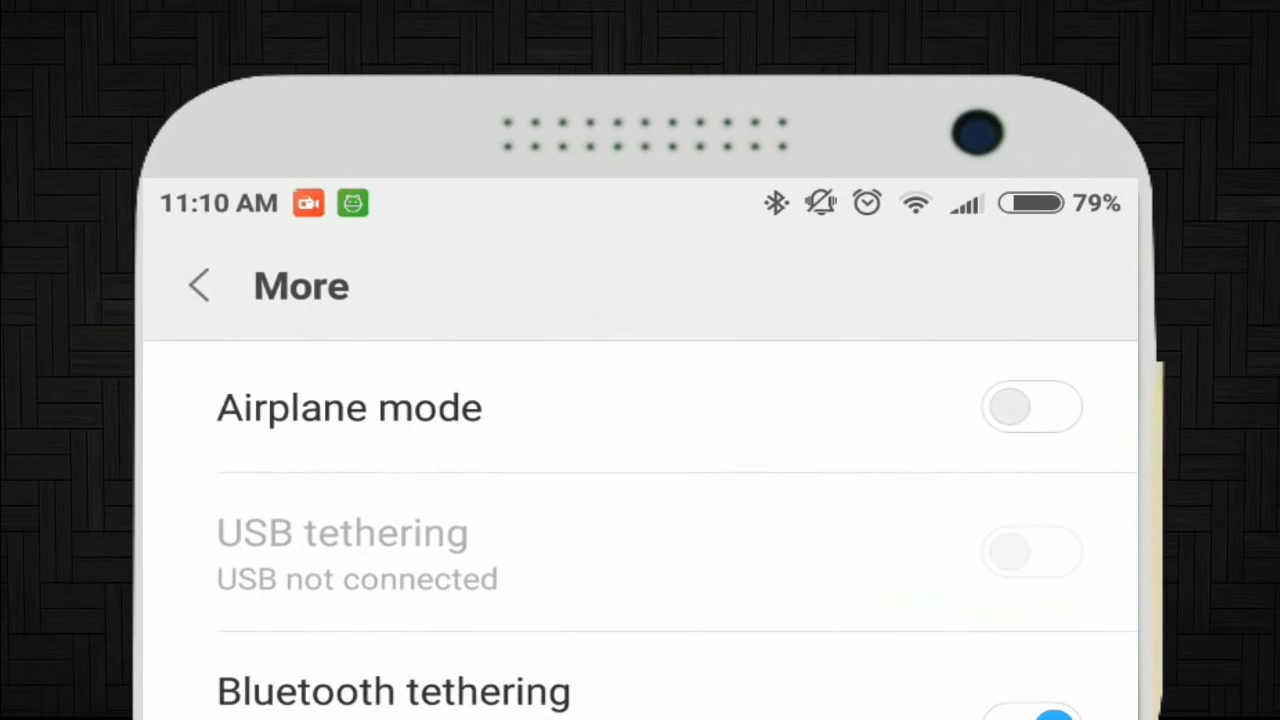 11:10 AM 79%
More
Airplane mode
USB tethering
USB not connected
Bluetooth tethering